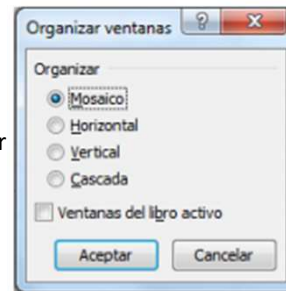 Organizar ventanas
Organizar
Mosaico
Horizontal
r
Vertical
Cascada
Ventanas del libro activo
Aceptar Cancelar